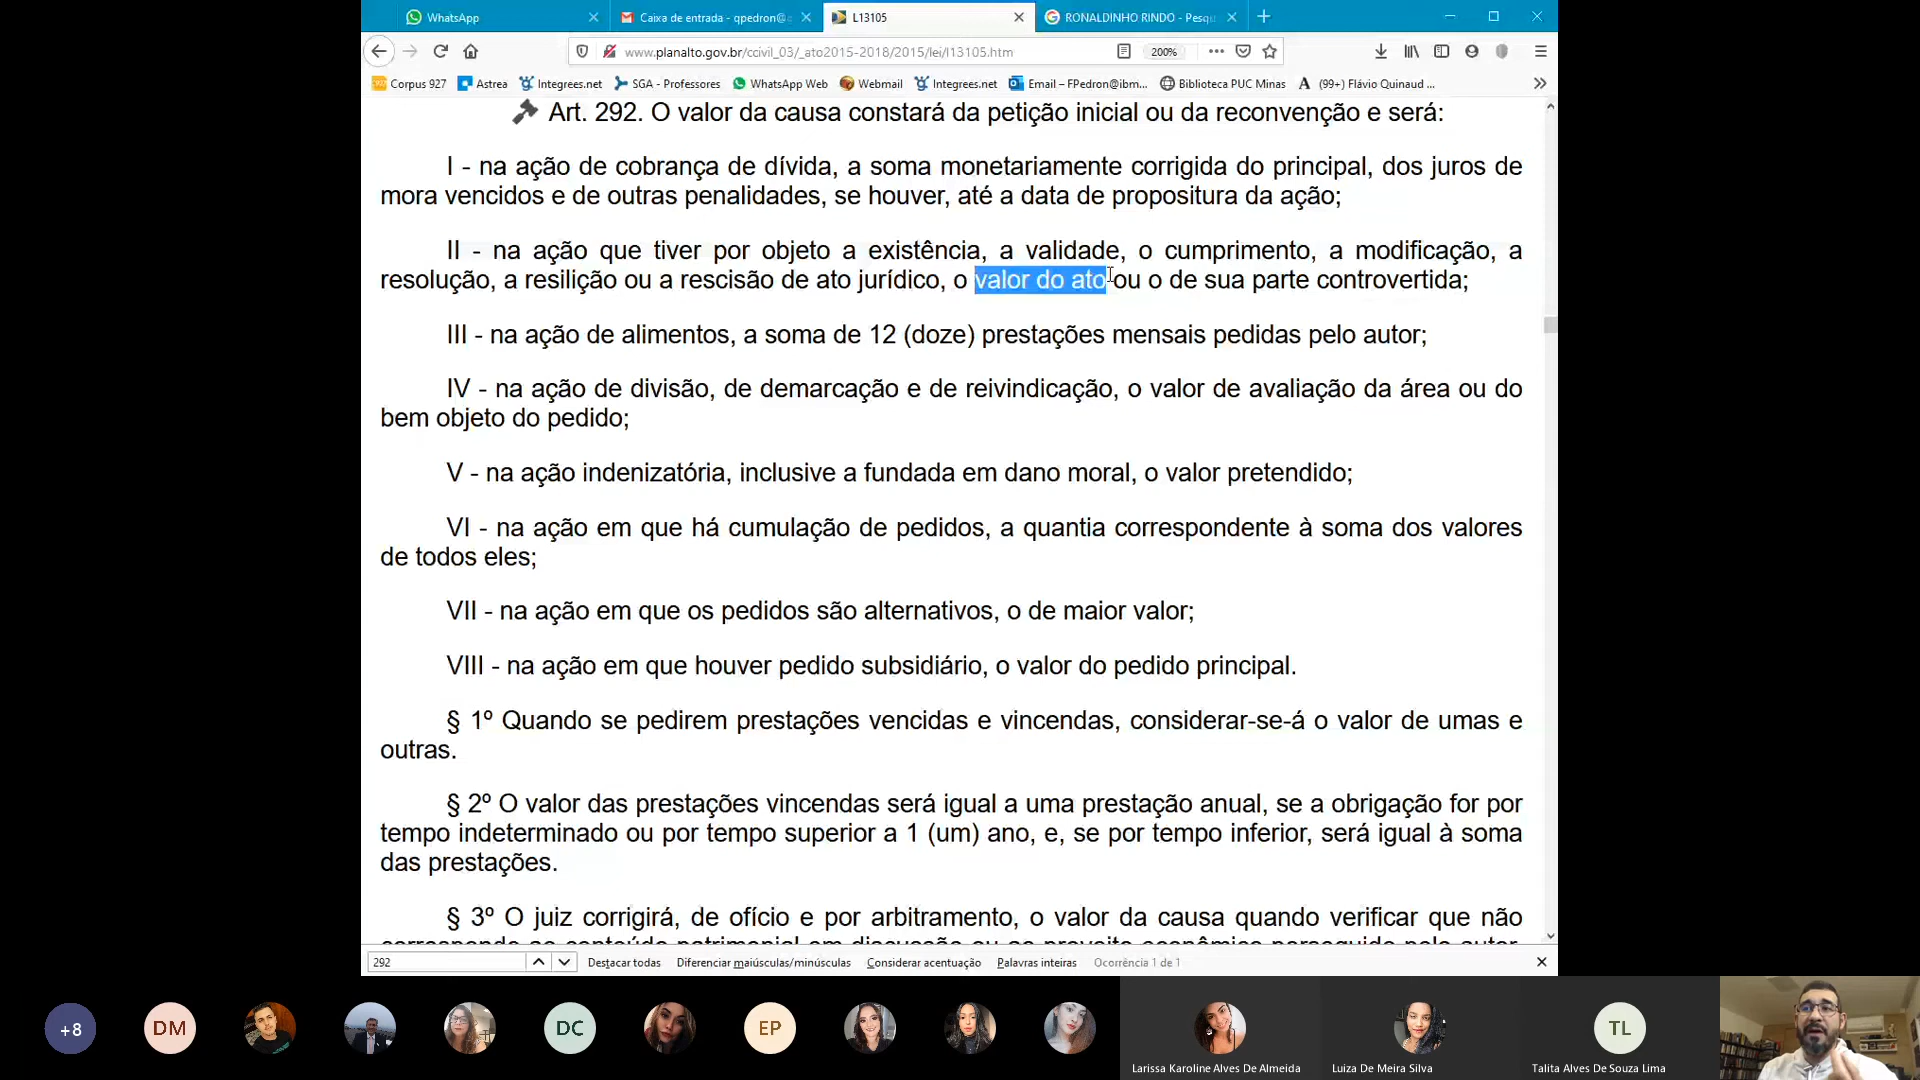 WhatsApp
Caixa de entrada - qpedron@
L13105
RONALDINHO RINDO - Pesqu
www.planalto.gov.br/ccivil_03/_ato2015-2018/2015/lei/l13105.htm
200%
Corpus 927
Astrea
Integrees.net
SGA - Professores
WhatsApp Web
Webmail
Integrees.net
Email – FPedron@ibm...
Biblioteca PUC Minas
(99+) Flávio Quinaud ...
Art. 292. O valor da causa constará da petição inicial ou da reconvenção e será:
I - na ação de cobrança de dívida, a soma monetariamente corrigida do principal, dos juros de
mora vencidos e de outras penalidades, se houver, até a data de propositura da ação;
II - na ação que tiver por objeto a existência, a validade, o cumprimento, a modificação, a
resolução, a resilição ou a rescisão de ato jurídico, o valor do ato ou o de sua parte controvertida;
III - na ação de alimentos, a soma de 12 (doze) prestações mensais pedidas pelo autor;
IV - na ação de divisão, de demarcação e de reivindicação, o valor de avaliação da área ou do
bem objeto do pedido;
V - na ação indenizatória, inclusive a fundada em dano moral, o valor pretendido;
VI - na ação em que há cumulação de pedidos, a quantia correspondente à soma dos valores
de todos eles;
VII - na ação em que os pedidos são alternativos, o de maior valor;
VIII - na ação em que houver pedido subsidiário, o valor do pedido principal.
§ 1º Quando se pedirem prestações vencidas e vincendas, considerar-se-á o valor de umas e
outras.
§ 2º O valor das prestações vincendas será igual a uma prestação anual, se a obrigação for por
tempo indeterminado ou por tempo superior a 1 (um) ano, e, se por tempo inferior, será igual à soma
das prestações.
§ 3º O juiz corrigirá, de ofício e por arbitramento, o valor da causa quando verificar que não
corresponde ao conteúdo patrimonial em discussão ou ao proveito econômico perseguido pelo autor,
292
Destacar todas
Diferenciar maiúsculas/minúsculas
Considerar acentuação
Palavras inteiras
Ocorrência 1 de 1
+8
DM
DC
EP
TL
Larissa Karoline Alves De Almeida
Luiza De Meira Silva
Talita Alves De Souza Lima